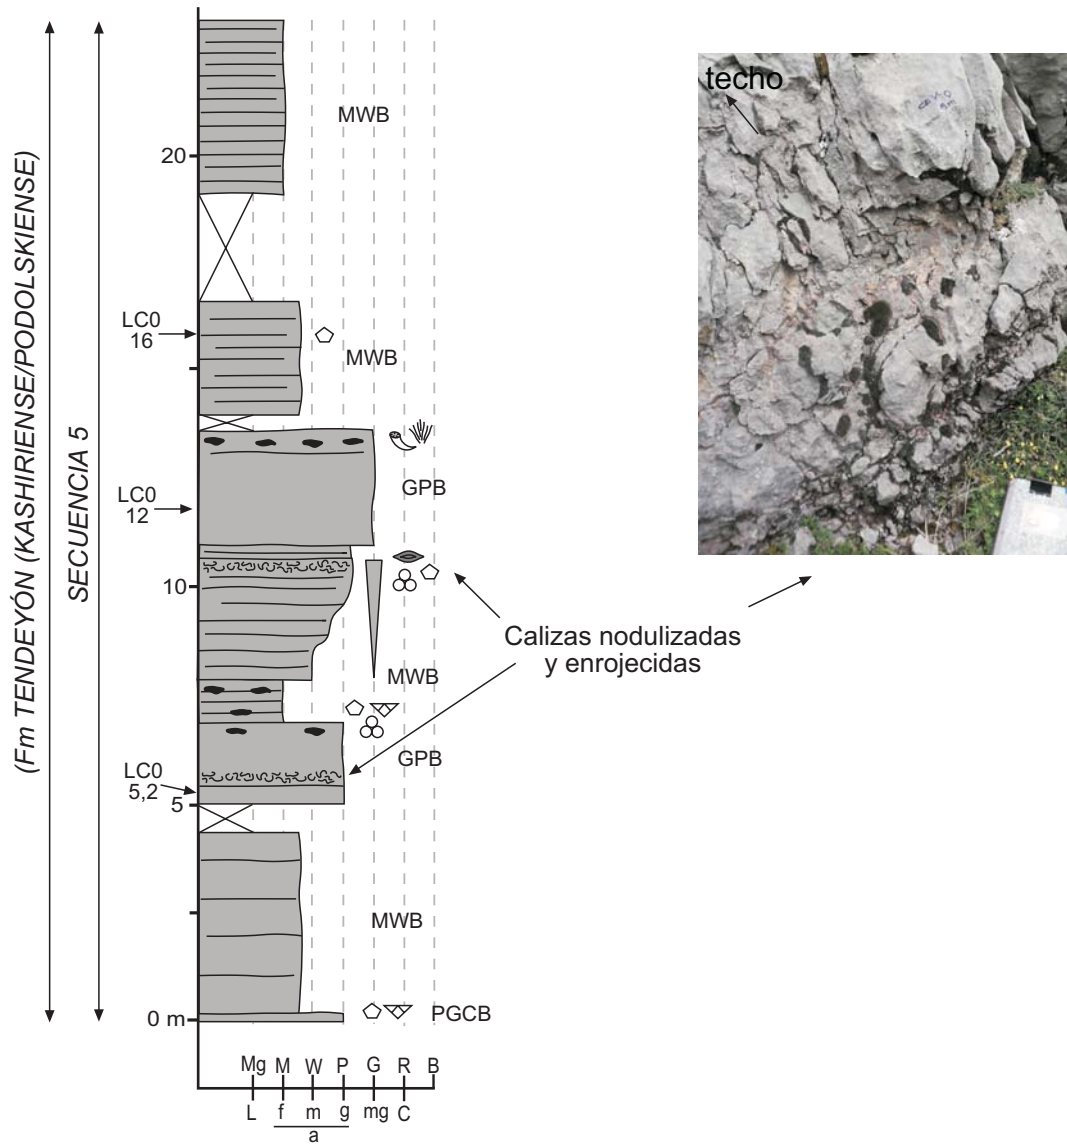 (Fm TENDEYÓN (KASHIRIENSE/PODOLSKIENSE)
SECUENCIA 5
techo
MWB
20
LC0
16
MWB
LC0
12
GPB
10
Calizas nodulizadas
y enrojecidas
MWB
GPB
LC0
5,2
5
MWB
0 m
PGCB
Mg M W P G R B
L f m g mg C
a